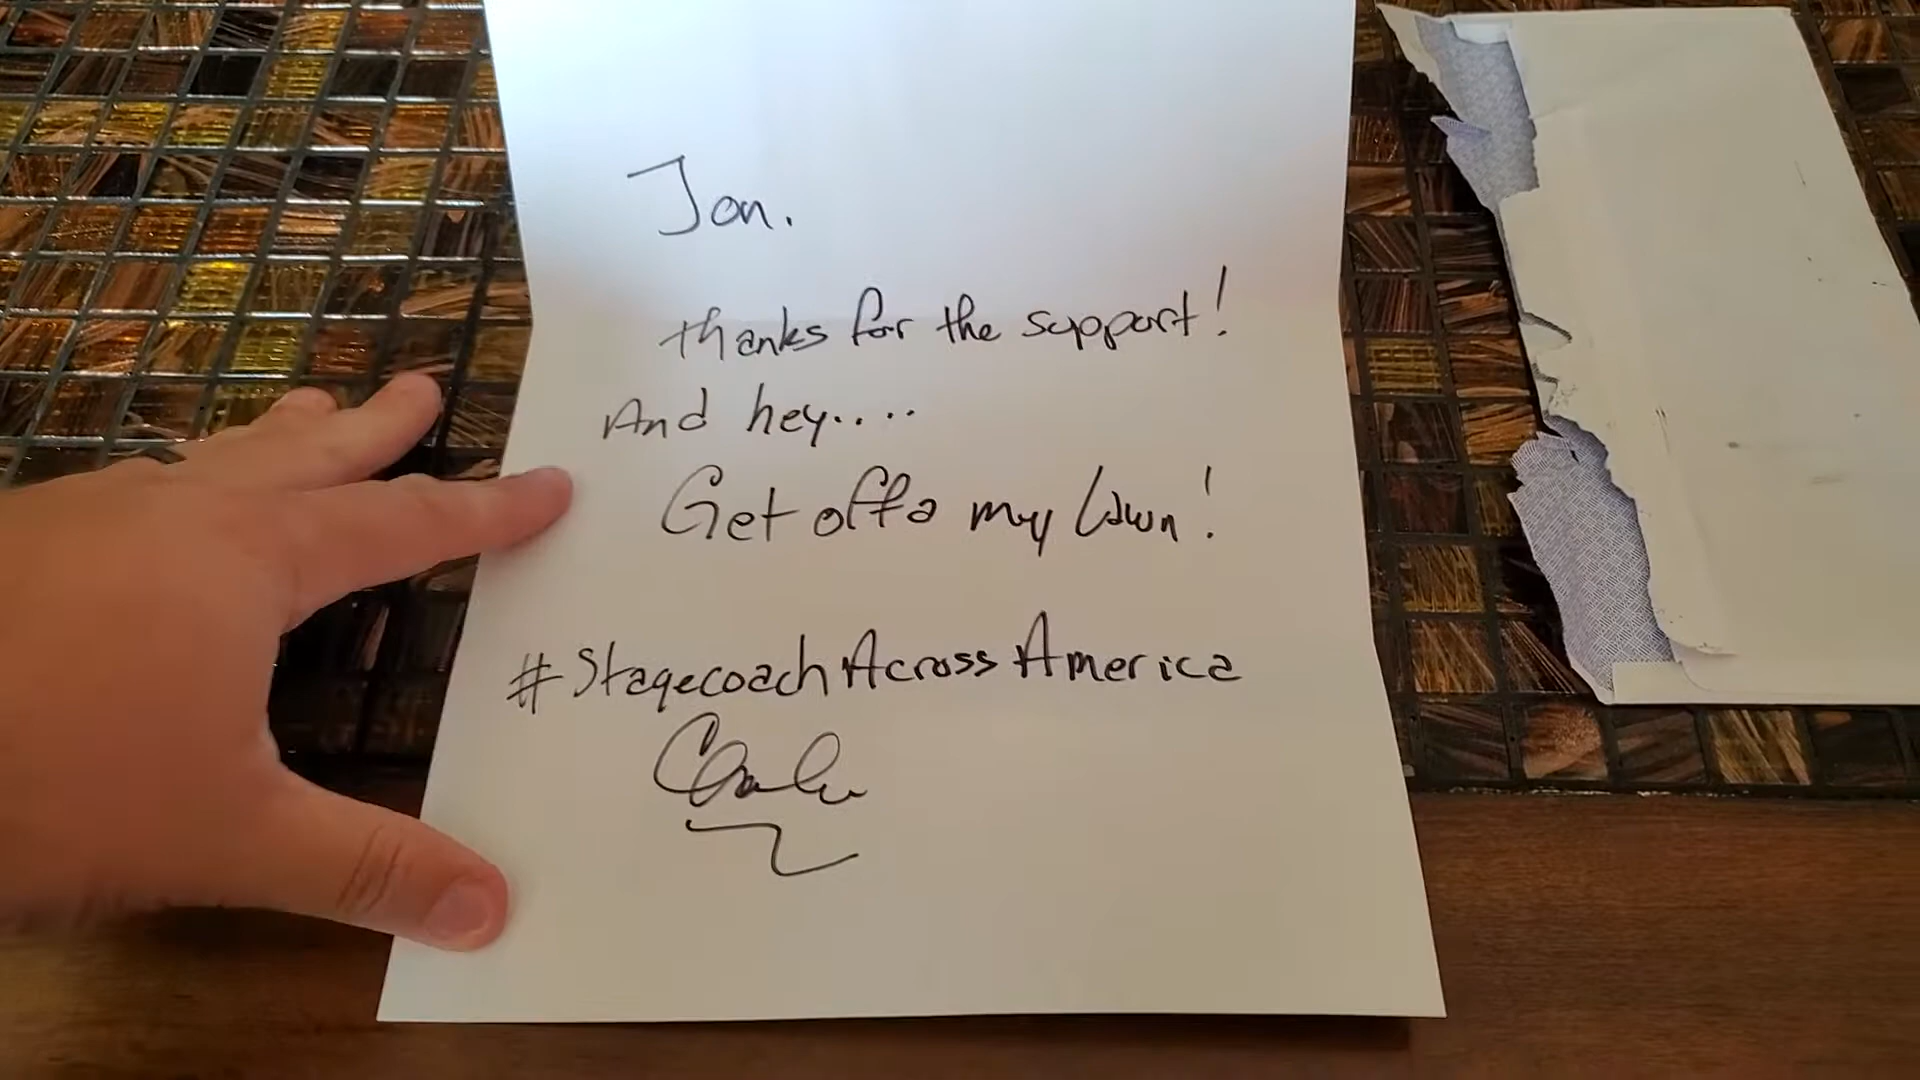 Jon.
thanks for the support!
And hey....
Get offa my lawn!
#StagecoachAcrossAmerica